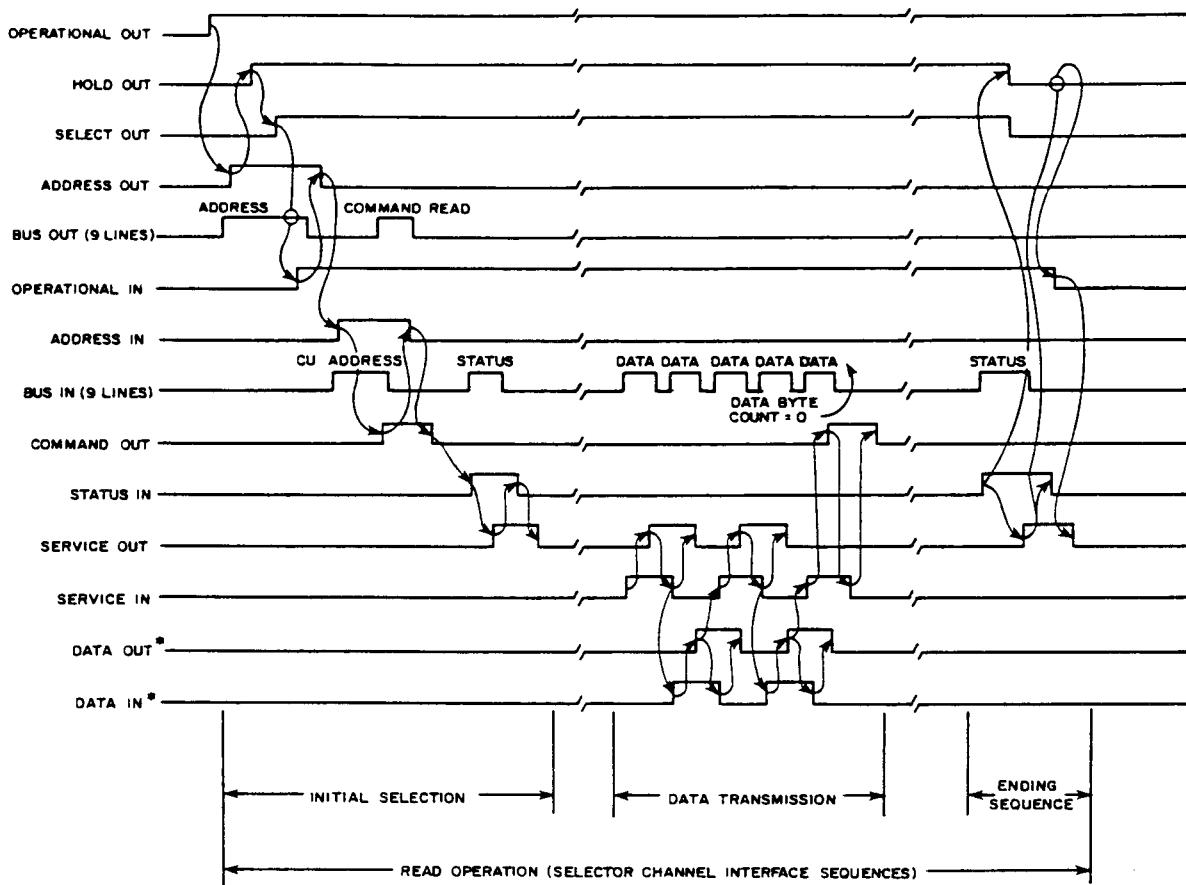 OPERATIONAL OUT
HOLD OUT
SELECT OUT
ADDRESS OUT
ADDRESS
COMMAND READ
BUS OUT (9 LINES)
OPERATIONAL IN
ADDRESS IN
CU ADDRESS
STATUS
DATA DATA DATA DATA DATA
STATUS
BUS IN (9 LINES)
DATA BYTE
COUNT = 0
COMMAND OUT
STATUS IN
SERVICE OUT
SERVICE IN
DATA OUT*
DATA IN*
INITIAL SELECTION
DATA TRANSMISSION
ENDING
SEQUENCE
READ OPERATION (SELECTOR CHANNEL INTERFACE SEQUENCES)